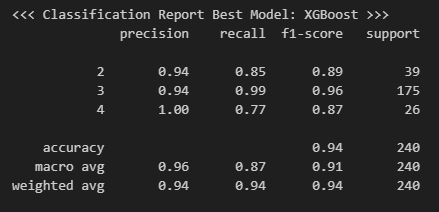 <<< Classification Report Best Model: XGBoost >>>
precision recall f1-score support
2 0.94 0.85 0.89 39
3 0.94 0.99 0.96 175
4 1.00 0.77 0.87 26
accuracy 0.94 240
macro avg 0.96 0.87 0.91 240
weighted avg 0.94 0.94 0.94 240